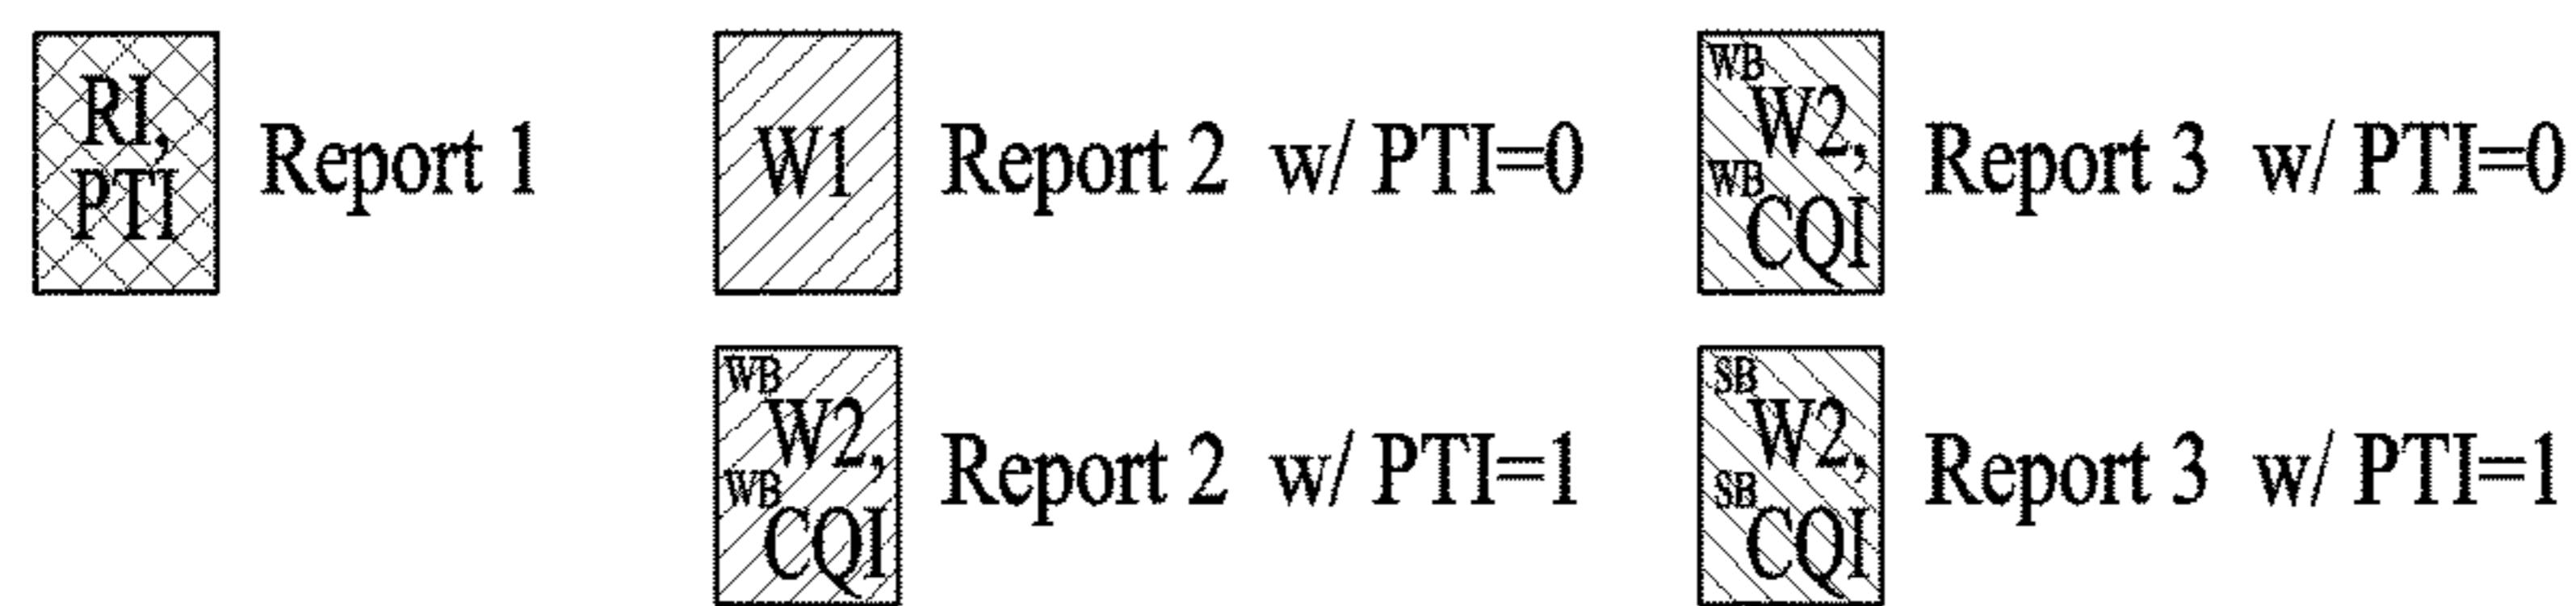 RI,
PTI
Report 1
W1
Report 2 w/ PTI=0
WB
W2,
WB
CQI
Report 3 w/ PTI=0
WB
W2,
WB
CQI
Report 2 w/ PTI=1
SB
W2,
SB
CQI
Report 3 w/ PTI=1